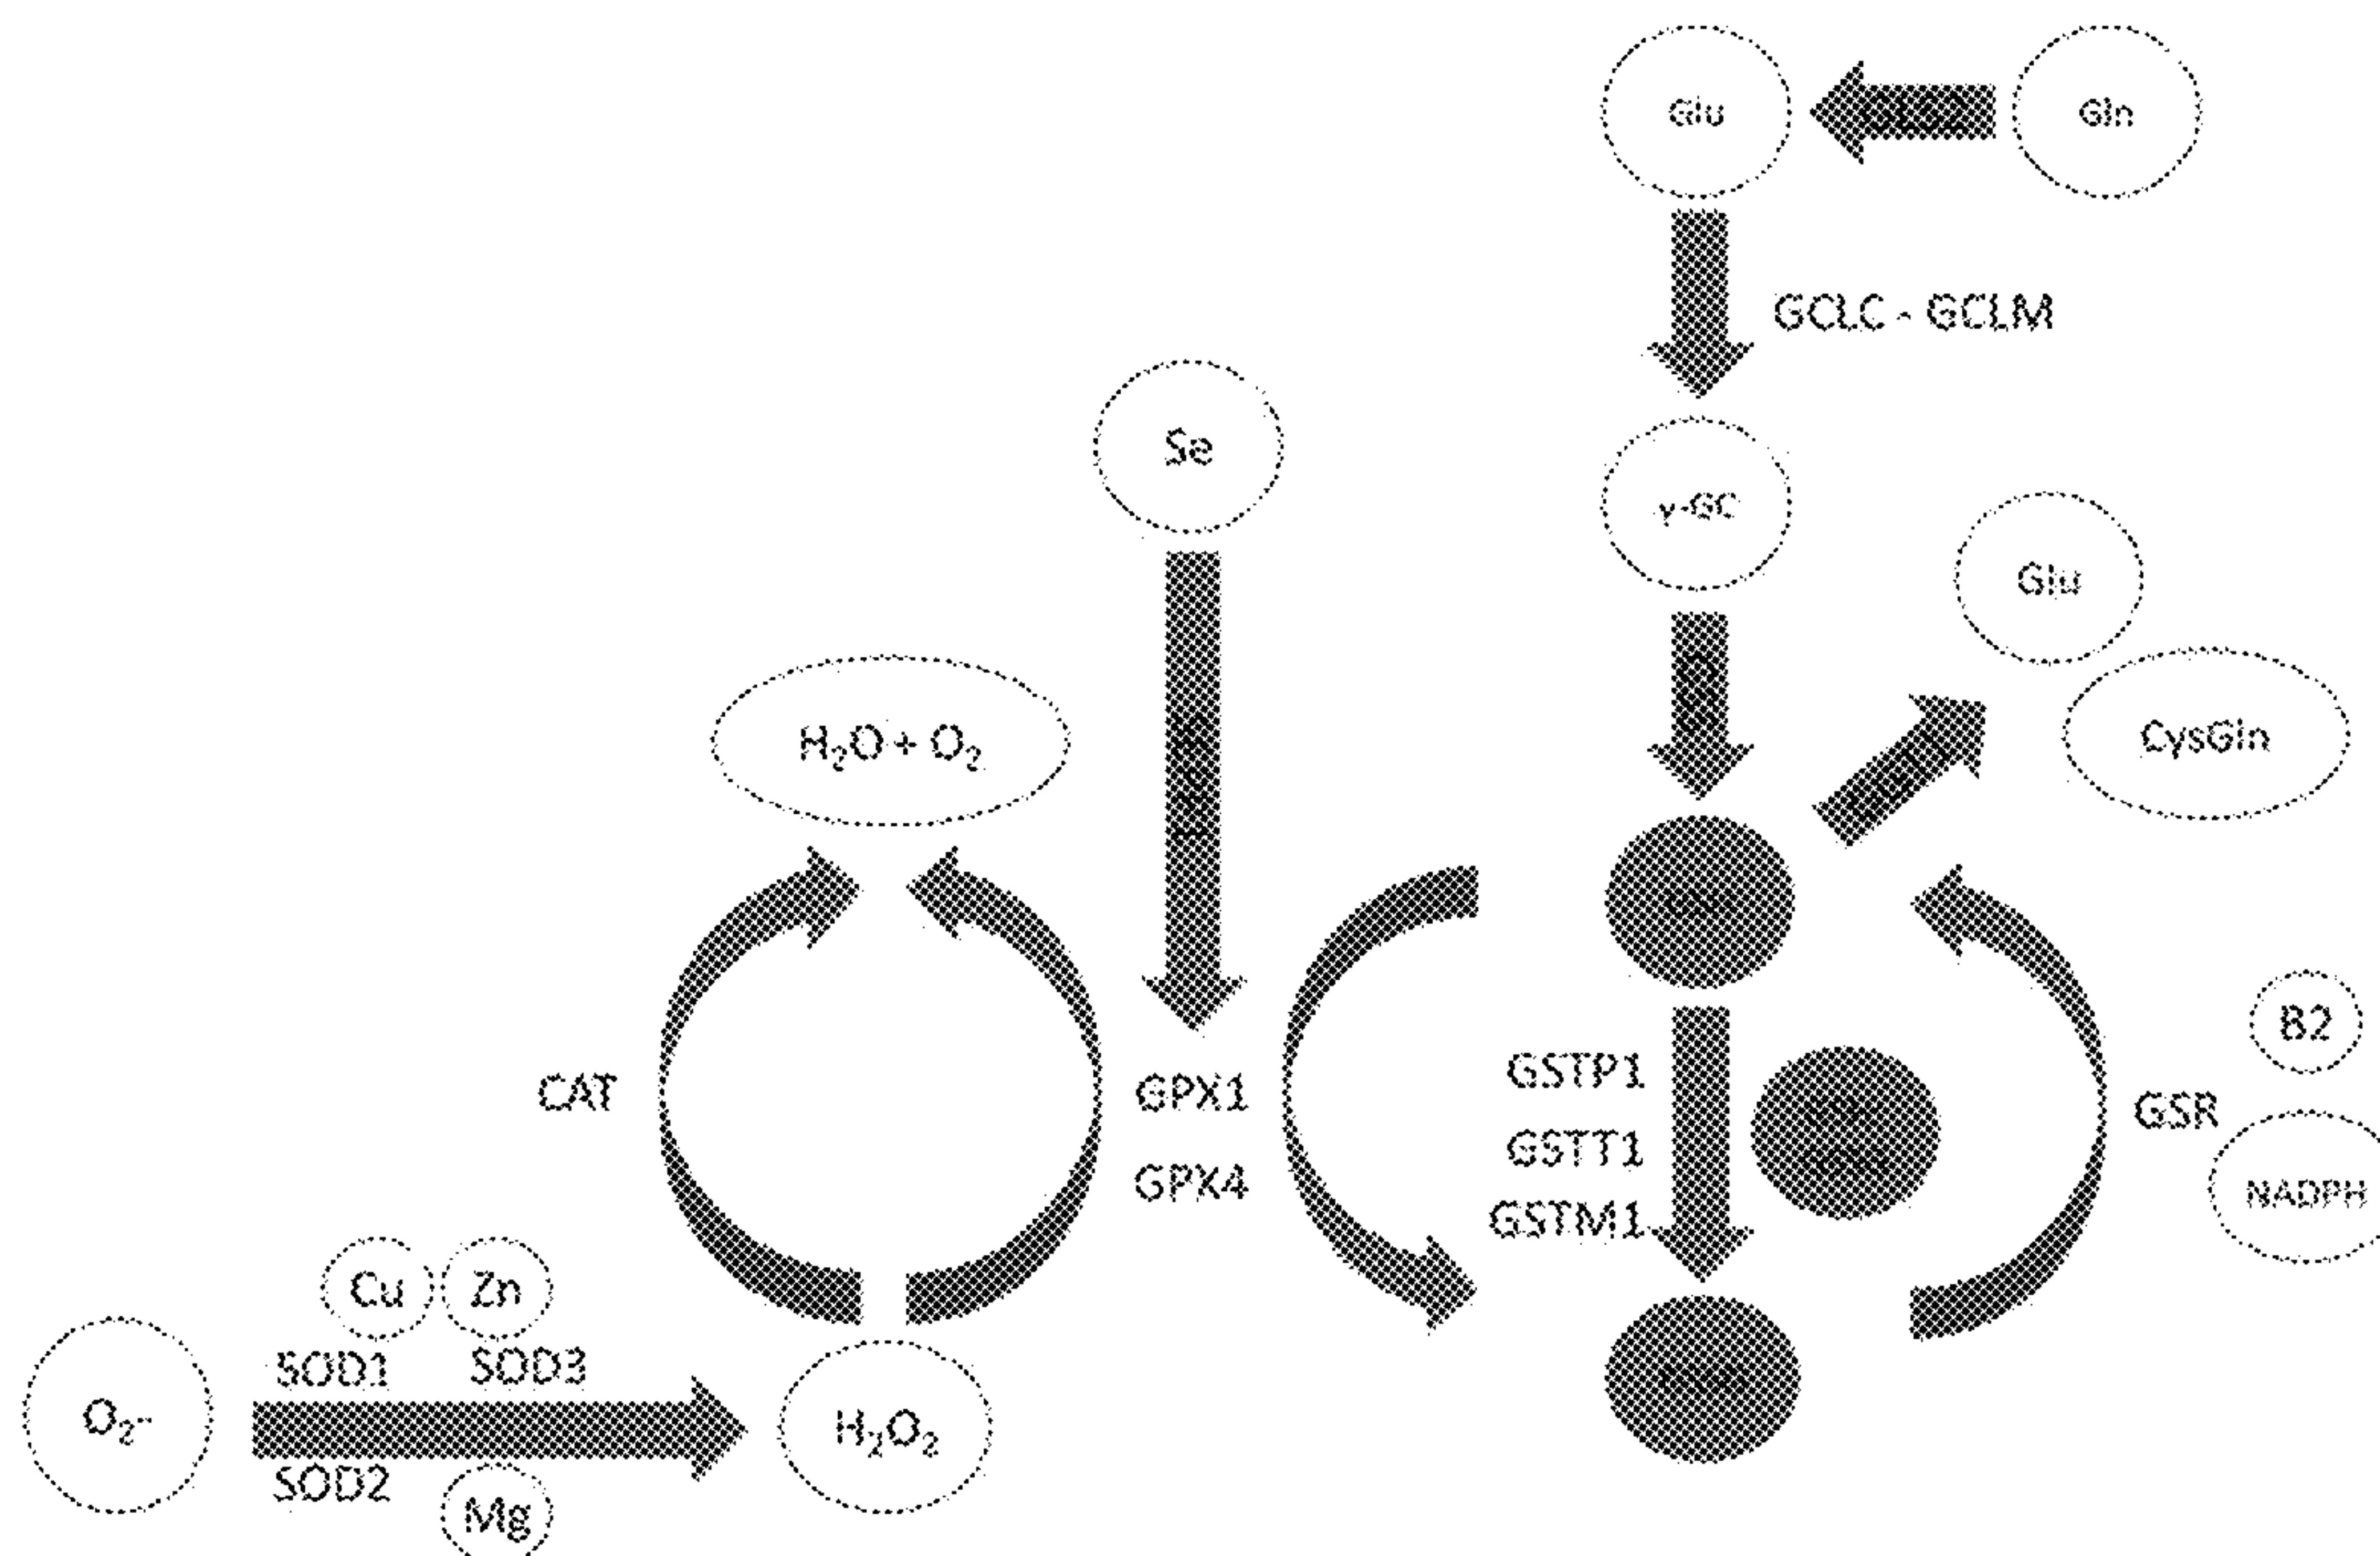 Glu
Gln
GCLC - GCLM
Se
γ-GC
Glu
H₂O + O₂
CysGln
B2
GSTP1
CAT
GPX1
GSR
GSTT1
GPX4
NADPH
GSTM1
Cu
Zn
SOD1
SOD3
O₂·-
H₂O₂
SOD2
Mg